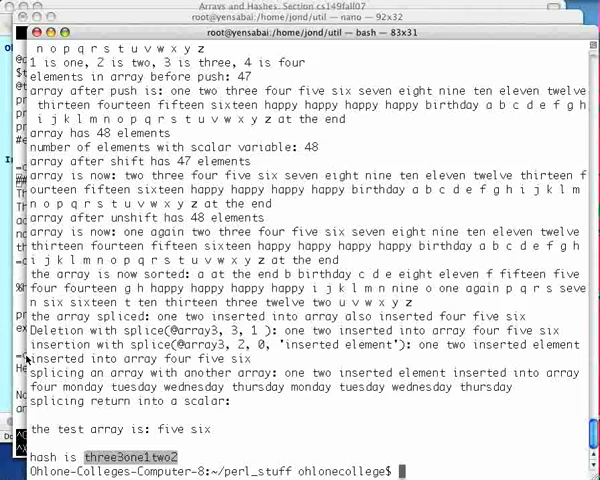 Arrays and Hashes, Section cs149fall07
root@yensabai:/home/jond/util — nano — 92x32
root@yensabai:/home/jond/util — bash — 83x31
n o p q r s t u v w x y z
1 is one, 2 is two, 3 is three, 4 is four
elements in array before push: 47
array after push is: one two three four five six seven eight nine ten eleven twelve
thirteen fourteen fifteen sixteen happy happy happy happy birthday a b c d e f g h
i j k l m n o p q r s t u v w x y z at the end
array has 48 elements
number of elements with scalar variable: 48
array after shift has 47 elements
array is now: two three four five six seven eight nine ten eleven twelve thirteen f
ourteen fifteen sixteen happy happy happy happy birthday a b c d e f g h i j k l m
n o p q r s t u v w x y z at the end
array after unshift has 48 elements
array is now: one again two three four five six seven eight nine ten eleven twelve
thirteen fourteen fifteen sixteen happy happy happy happy birthday a b c d e f g h
i j k l m n o p q r s t u v w x y z at the end
the array is now sorted: a at the end b birthday c d e eight eleven f fifteen five
four fourteen g h happy happy happy happy i j k l m n nine o one again p q r s seve
n six sixteen t ten thirteen three twelve two u v w x y z
the array spliced: one two inserted into array also inserted four five six
Deletion with splice(@array3, 3, 1 ): one two inserted into array four five six
insertion with splice(@array3, 2, 0, 'inserted element'): one two inserted element
inserted into array four five six
splicing an array with another array: one two inserted element inserted into array
four monday tuesday wednesday thursday monday tuesday wednesday thursday
splicing return into a scalar:
the test array is: five six
hash is three3one1two2
Ohlone-Colleges-Computer-8:~/perl_stuff ohlonecollege$